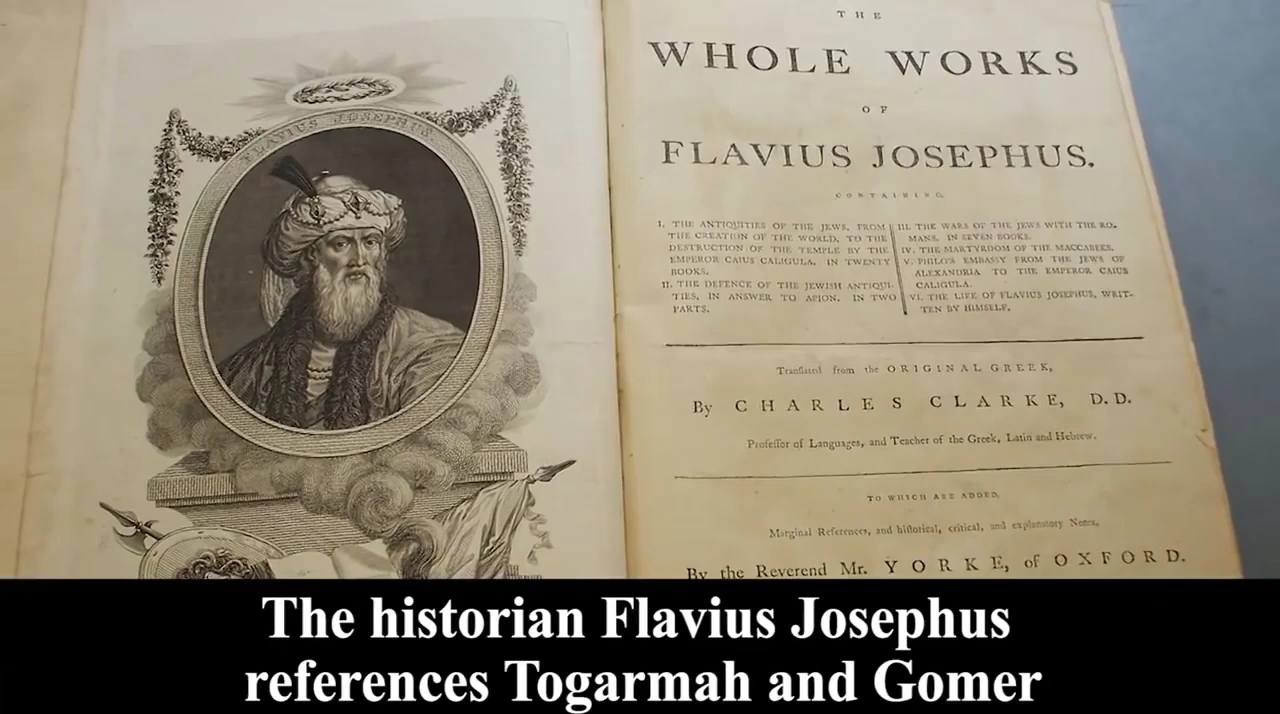 FLAVIUS JOSEPHUS
THE
WHOLE WORKS
OF
FLAVIUS JOSEPHUS.
CONTAINING,
I. THE ANTIQUITIES OF THE JEWS, FROM
THE CREATION OF THE WORLD, TO THE
DESTRUCTION OF THE TEMPLE BY THE
EMPEROR CAIUS CALIGULA. IN TWENTY
BOOKS.
II. THE DEFENCE OF THE JEWISH ANTIQUI-
TIES, IN ANSWER TO APION. IN TWO
PARTS.
III. THE WARS OF THE JEWS WITH THE RO-
MANS, IN SEVEN BOOKS.
IV. THE MARTYRDOM OF THE MACCABEES.
V. PHILO'S EMBASSY FROM THE JEWS OF
ALEXANDRIA TO THE EMPEROR CAIUS
CALIGULA.
VI. THE LIFE OF FLAVIUS JOSEPHUS, WRIT-
TEN BY HIMSELF.
Tranſlated from the ORIGINAL GREEK,
By CHARLES CLARKE, D.D.
Profeſſor of Languages, and Teacher of the Greek, Latin and Hebrew.
TO WHICH ARE ADDED,
Marginal References, and hiſtorical, critical, and explanatory Notes,
By the Reverend Mr. YORKE, of OXFORD.
The historian Flavius Josephus
references Togarmah and Gomer